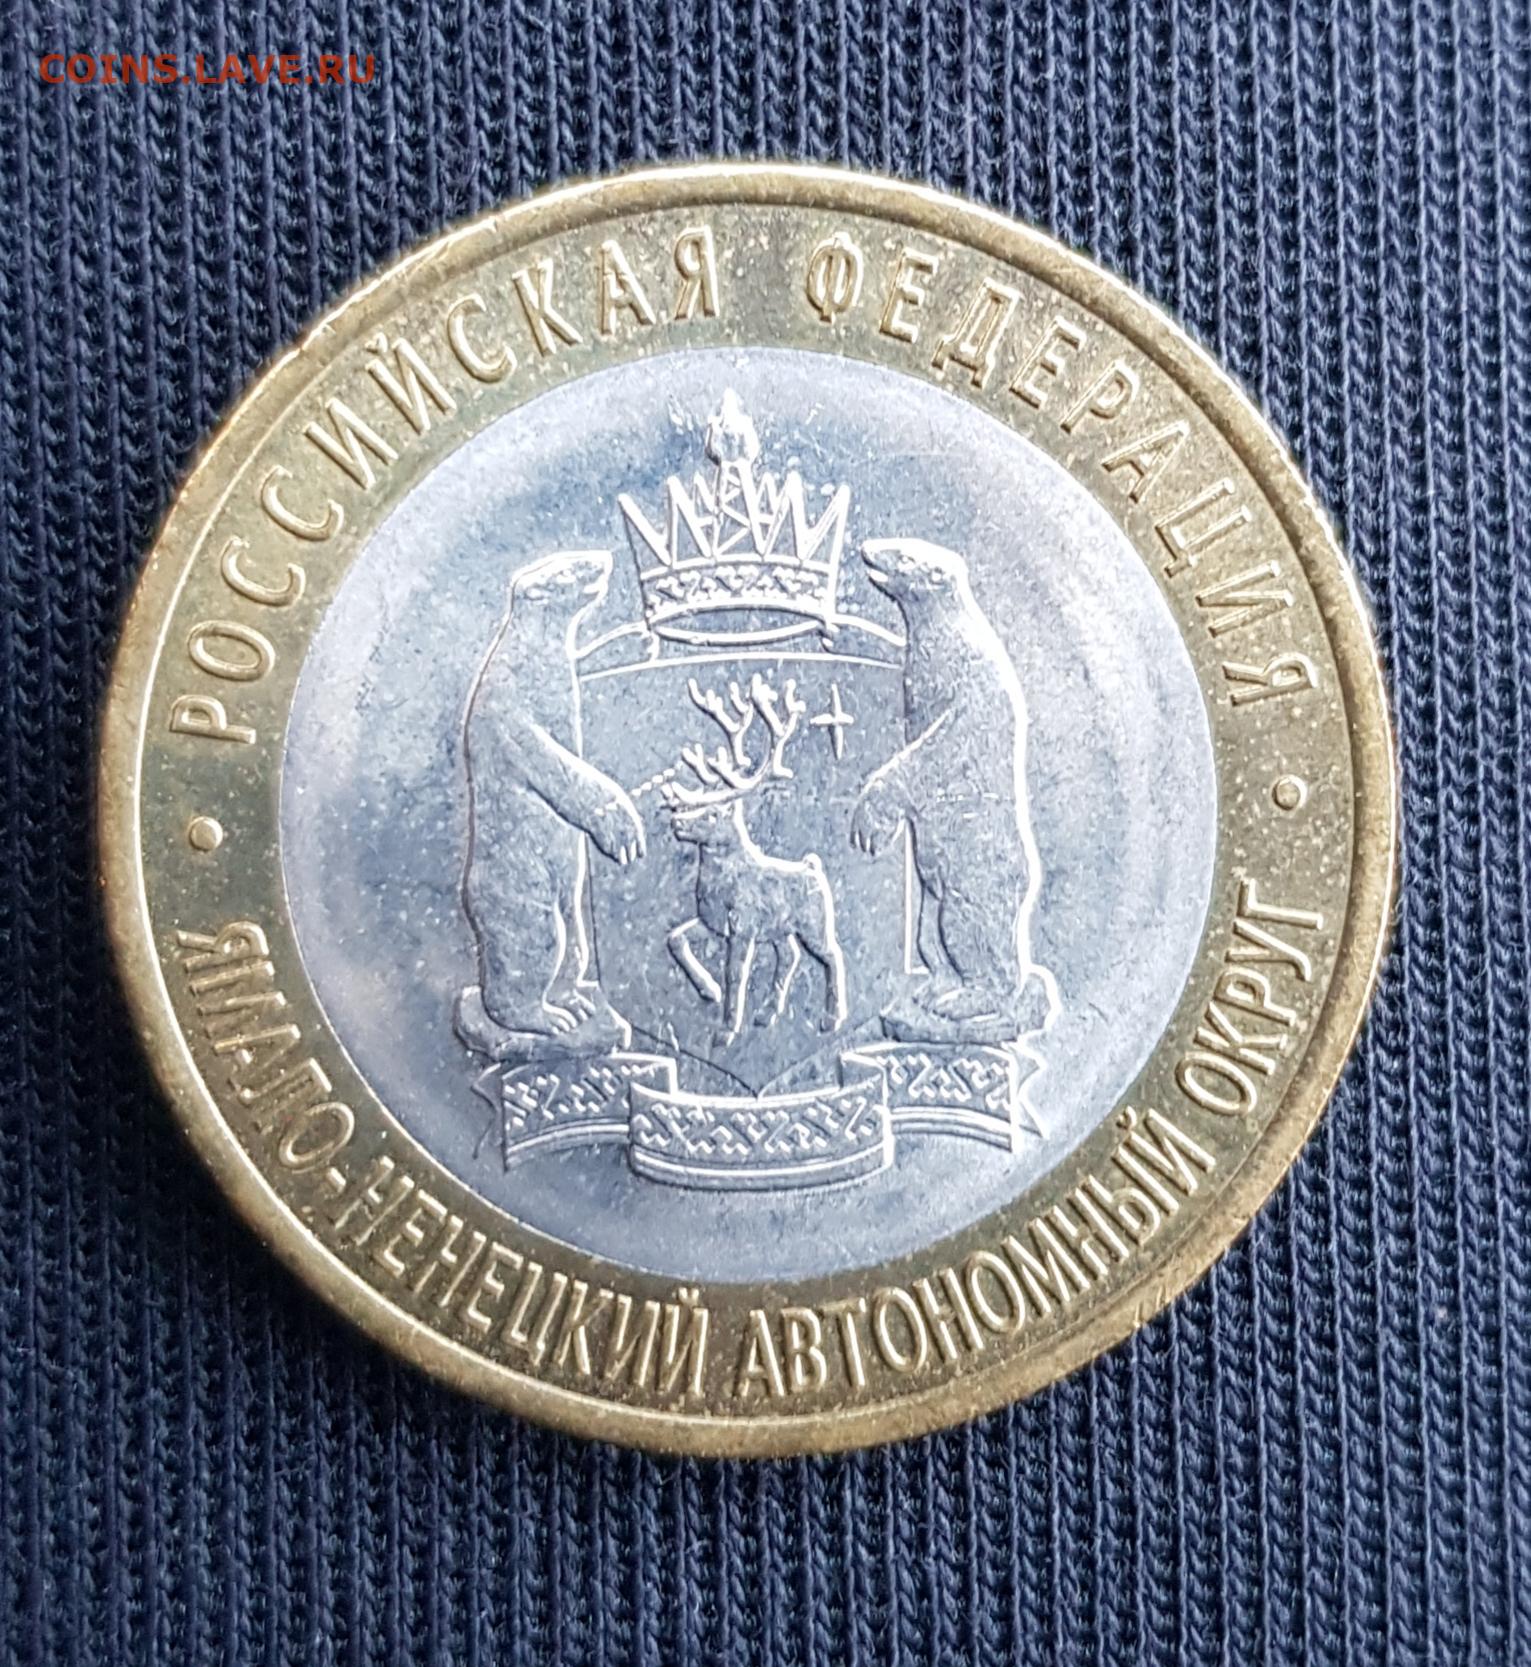 COINS.LAVE.RU
РОССИЙСКАЯ ФЕДЕРАЦИЯ
ЯМАЛО-НЕНЕЦКИЙ АВТОНОМНЫЙ ОКРУГ